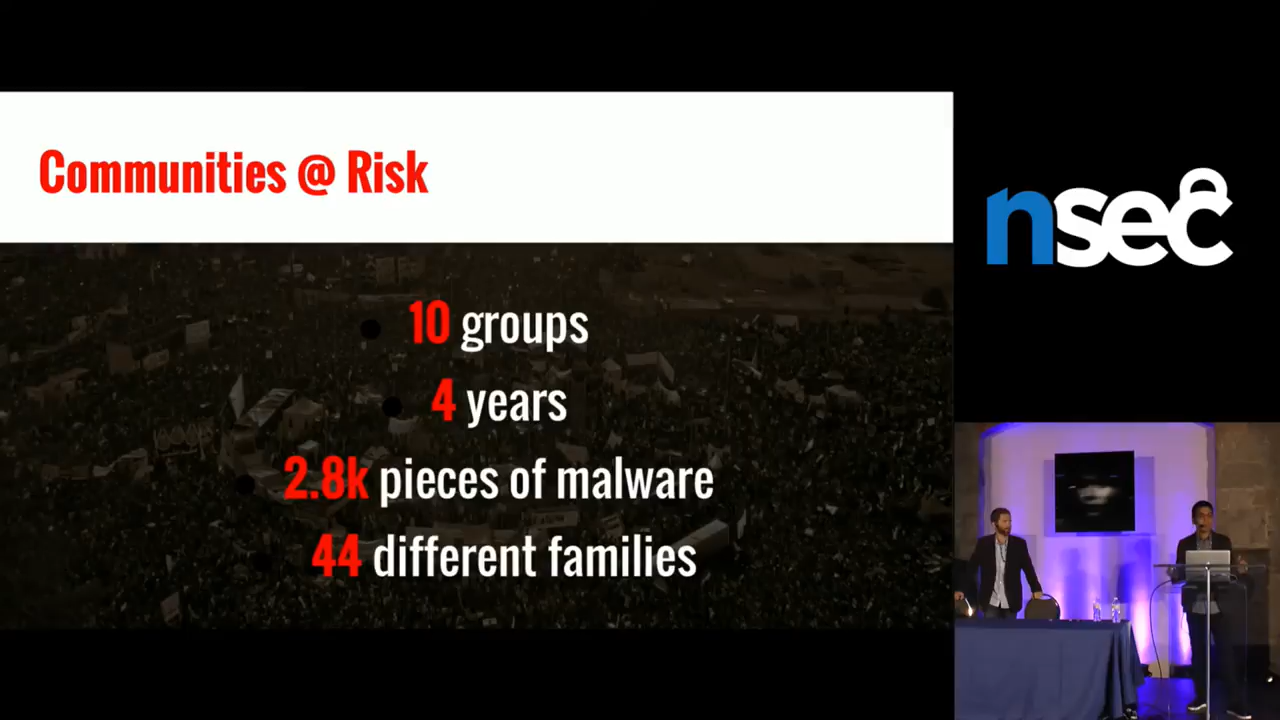 Communities @ Risk
10 groups
4 years
2.8k pieces of malware
44 different families
nsec